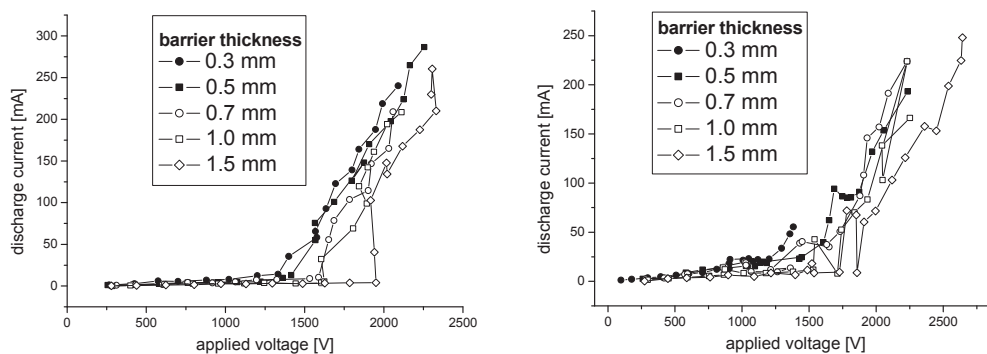 barrier thickness
0.3 mm
0.5 mm
0.7 mm
1.0 mm
1.5 mm
300
250
200
150
100
50
0
discharge current [mA]
0 500 1000 1500 2000 2500
applied voltage [V]
barrier thickness
0.3 mm
0.5 mm
0.7 mm
1.0 mm
1.5 mm
250
200
150
100
50
0
discharge current [mA]
0 500 1000 1500 2000 2500
applied voltage [V]